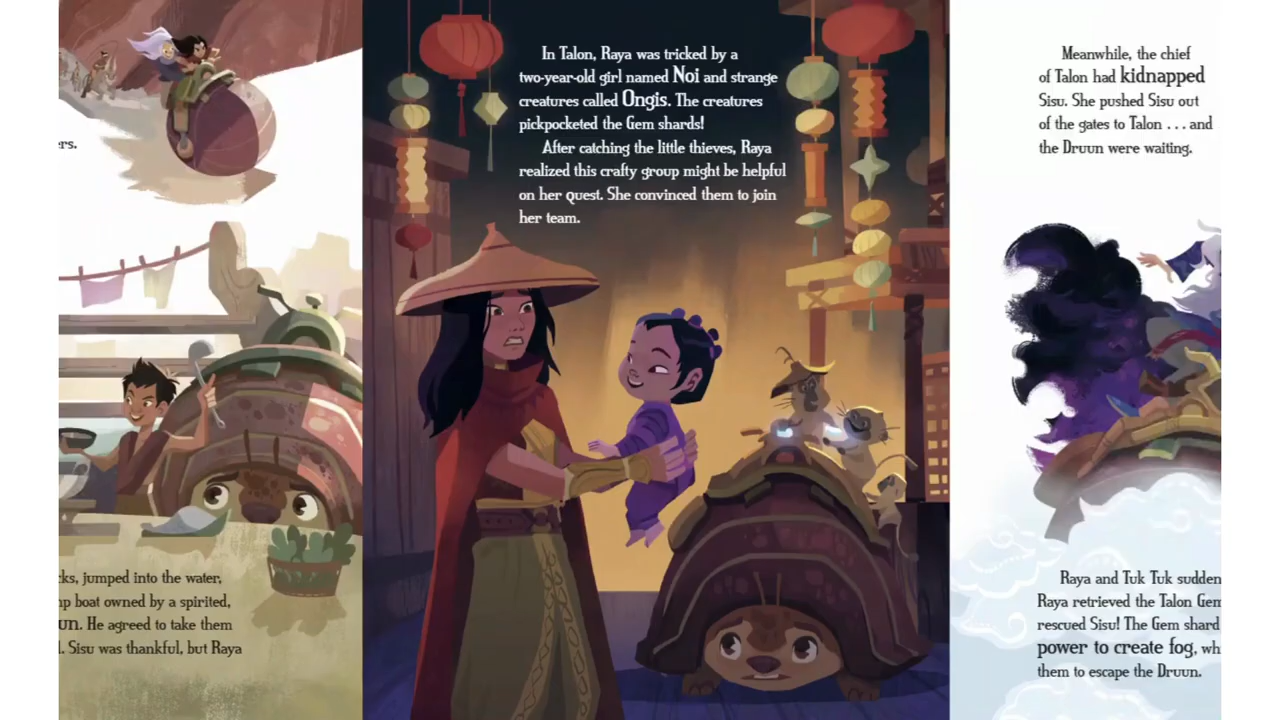 ers.
cks, jumped into the water,
mp boat owned by a spirited,
un. He agreed to take them
l. Sisu was thankful, but Raya
In Talon, Raya was tricked by a
two-year-old girl named Noi and strange
creatures called Ongis. The creatures
pickpocketed the Gem shards!
After catching the little thieves, Raya
realized this crafty group might be helpful
on her quest. She convinced them to join
her team.
Meanwhile, the chief
of Talon had kidnapped
Sisu. She pushed Sisu out
of the gates to Talon ... and
the Druun were waiting.
Raya and Tuk Tuk sudden
Raya retrieved the Talon Gem
rescued Sisu! The Gem shard
power to create fog, wh
them to escape the Druun.